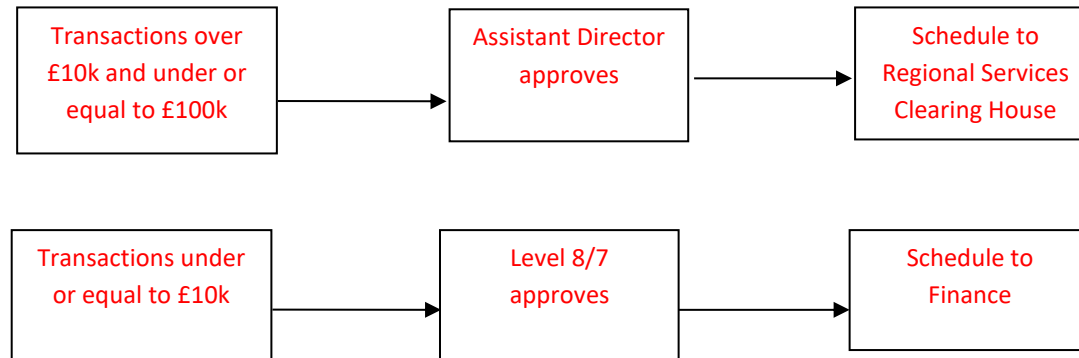 Transactions over
£10k and under or
equal to £100k
Assistant Director
approves
Schedule to
Regional Services
Clearing House
Transactions under
or equal to £10k
Level 8/7
approves
Schedule to
Finance